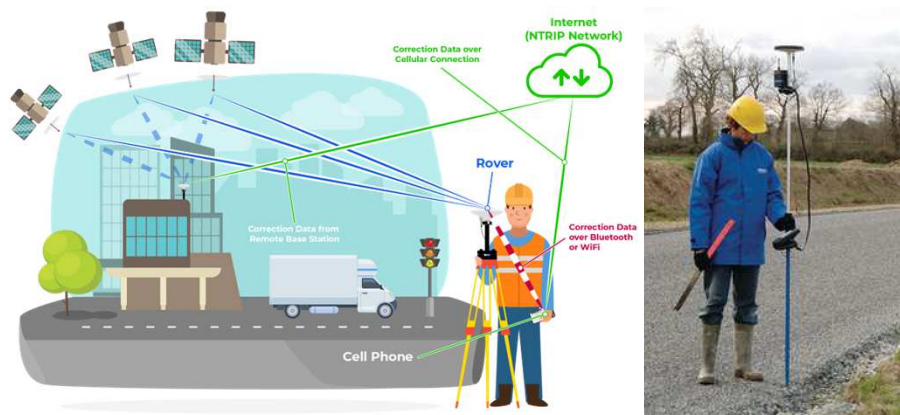 Correction Data over
Cellular Connection
Internet
(NTRIP Network)
Rover
Correction Data from
Remote Base Station
Correction Data
over Bluetooth
or WiFi
Cell Phone